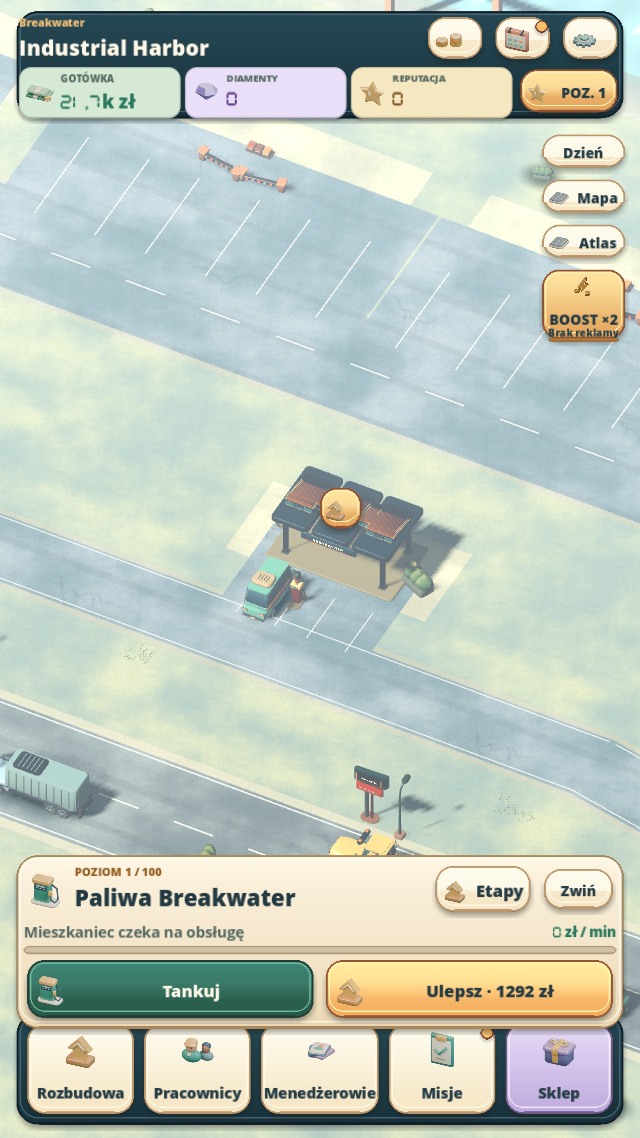 Breakwater
Industrial Harbor
GOTÓWKA
k zł
DIAMENTY
0
REPUTACJA
0
POZ. 1
Dzień
Mapa
Atlas
BOOST ×2
Brak reklamy
POZIOM 1 / 100
Paliwa Breakwater
Etapy
Zwiń
Mieszkaniec czeka na obsługę
0 zł / min
Tankuj
Ulepsz · 1292 zł
Rozbudowa
Pracownicy
Menedżerowie
Misje
Sklep